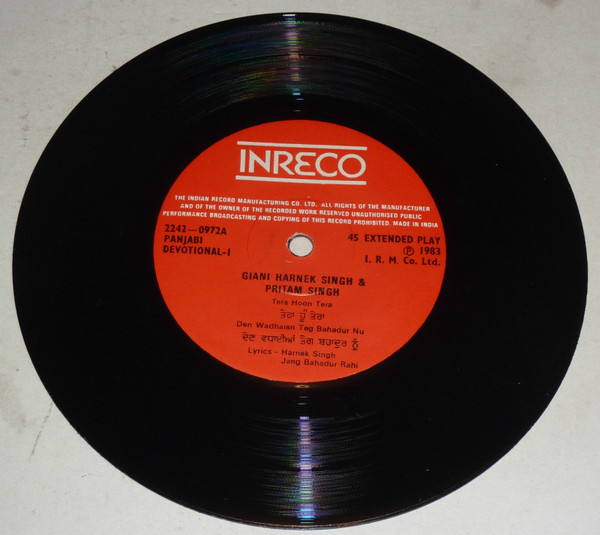 INRECO
THE INDIAN RECORD MANUFACTURING CO. LTD. ALL RIGHTS OF THE MANUFACTURER
AND OF THE OWNER OF THE RECORDED WORK RESERVED UNAUTHORISED PUBLIC
PERFORMANCE BROADCASTING AND COPYING OF THIS RECORD PROHIBITED. MADE IN INDIA
2242—0972A
PANJABI
DEVOTIONAL-I
45 EXTENDED PLAY
Ⓟ 1983
I. R. M. Co. Ltd.
GIANI HARNEK SINGH &
PRITAM SINGH
Tera Hoon Tera
ਤੇਰਾ ਹੂੰ ਤੇਰਾ
Den Wadhaian Teg Bahadur Nu
ਦੇਣ ਵਧਾਈਆਂ ਤੇਗ ਬਹਾਦੁਰ ਨੂੰ
Lyrics - Harnek Singh
Jang Bahadur Rahi